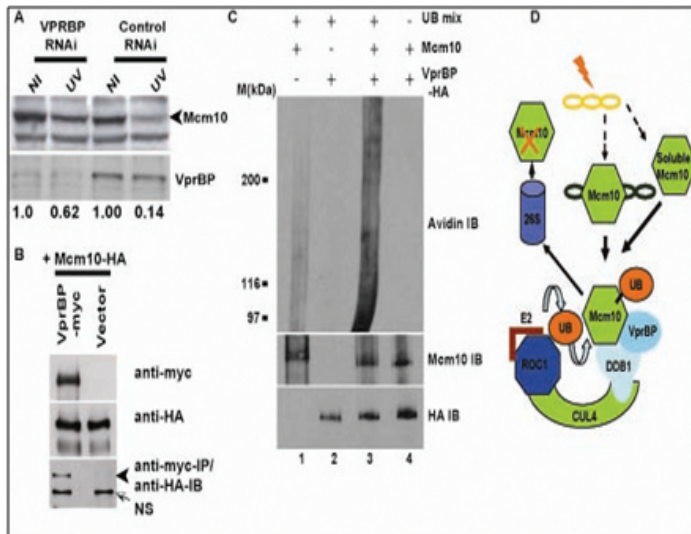 A
VPRBP RNAi
Control RNAi
NI UV NI UV
Mcm10
VprBP
1.0 0.62 1.00 0.14
B
+ Mcm10-HA
VprBP -myc
Vector
anti-myc
anti-HA
anti-myc-IP/
anti-HA-IB
NS
C
+ + + - UB mix
+ - + + Mcm10
- + + + VprBP
-HA
M(kDa)
200
116
97
Avidin IB
Mcm10 IB
HA IB
1 2 3 4
D
Mcm10
Soluble
Mcm10
Mcm10
26S
UB
Mcm10
E2
UB
VprBP
ROC1
DDB1
CUL4